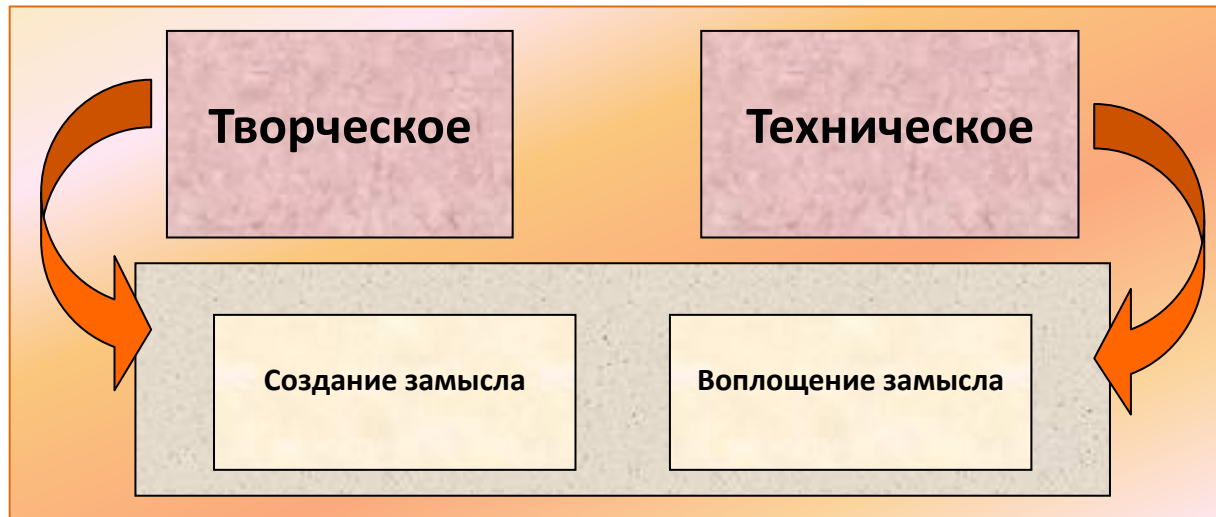 Творческое
Техническое
Создание замысла
Воплощение замысла